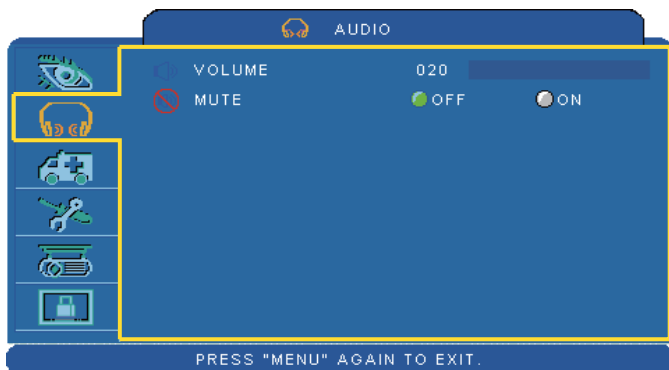 AUDIO
VOLUME 020
MUTE OFF ON
PRESS "MENU" AGAIN TO EXIT.